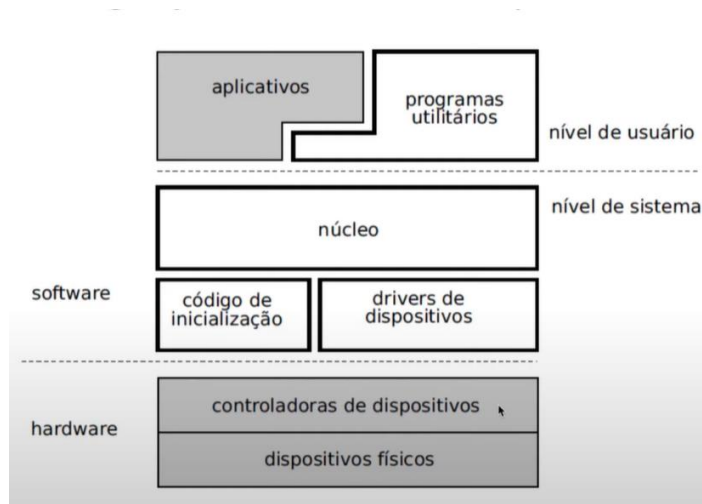 aplicativos
programas
utilitários
nível de usuário
nível de sistema
núcleo
software
código de
inicialização
drivers de
dispositivos
controladoras de dispositivos
hardware
dispositivos físicos